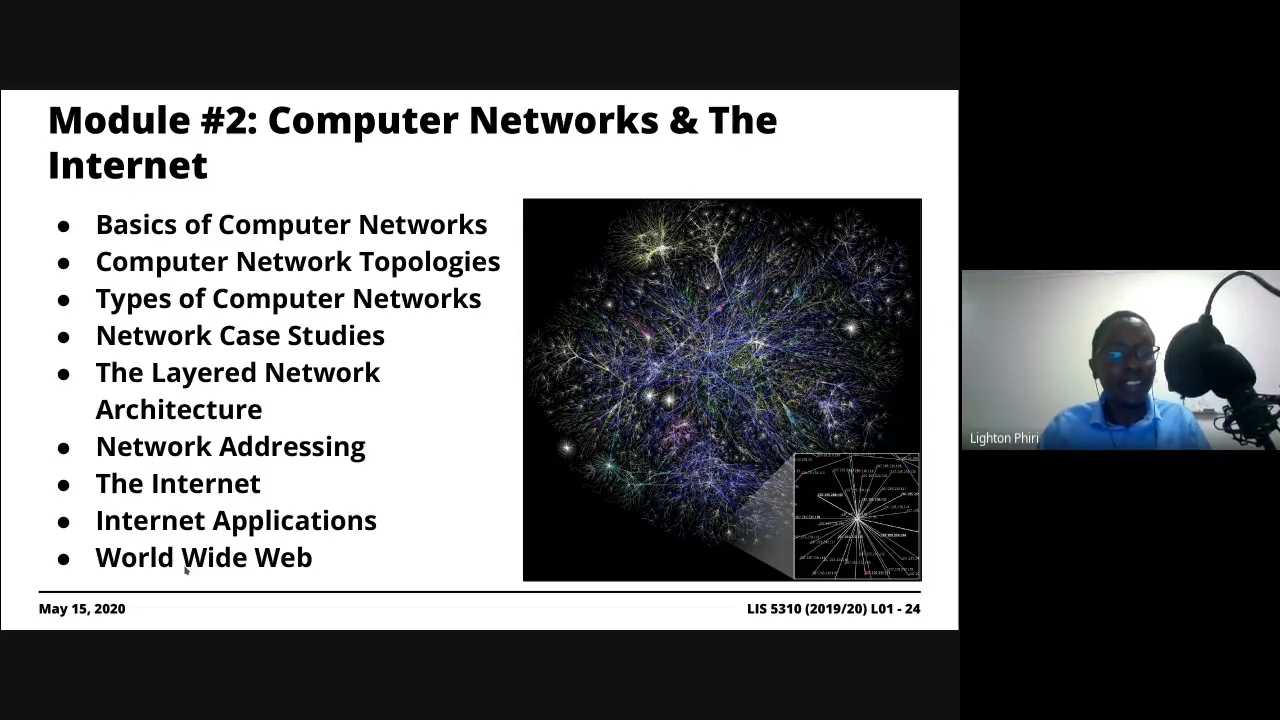 Module #2: Computer Networks & The
Internet
● Basics of Computer Networks
● Computer Network Topologies
● Types of Computer Networks
● Network Case Studies
● The Layered Network
Architecture
● Network Addressing
● The Internet
● Internet Applications
● World Wide Web
May 15, 2020
LIS 5310 (2019/20) L01 - 24
Lighton Phiri